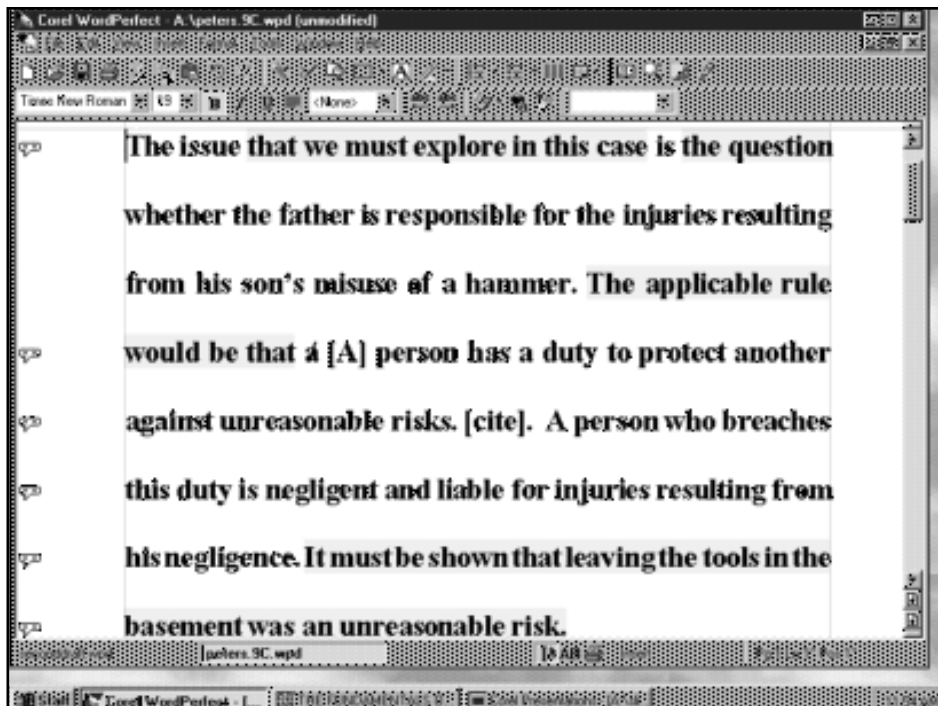 Corel WordPerfect - A:\peters.9C.wpd (unmodified)
Times New Roman <None>
The issue that we must explore in this case is the question
whether the father is responsible for the injuries resulting
from his son's misuse of a hammer. The applicable rule
would be that a [A] person has a duty to protect another
against unreasonable risks. [cite]. A person who breaches
this duty is negligent and liable for injuries resulting from
his negligence. It must be shown that leaving the tools in the
basement was an unreasonable risk.
peters.9C.wpd
Start Corel WordPerfect - [...